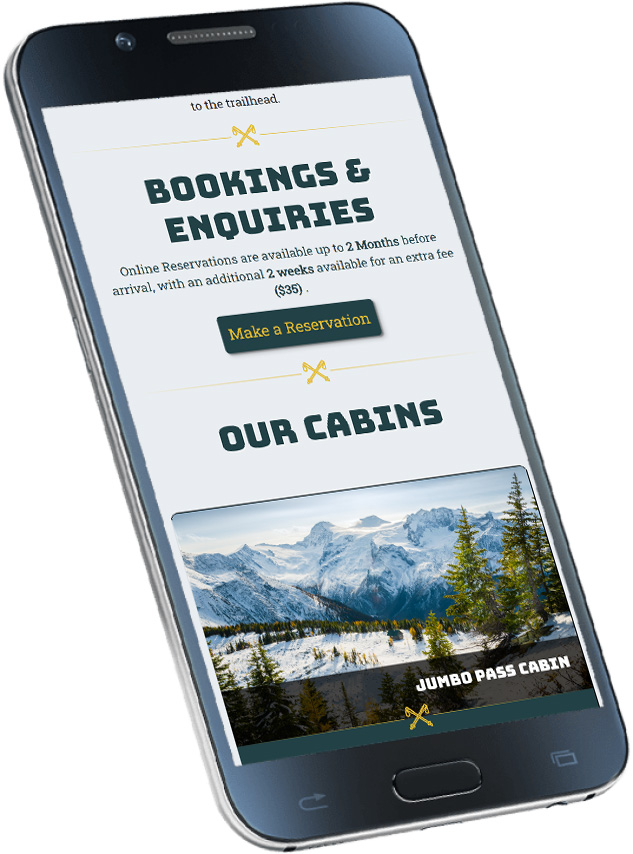 to the trailhead.
BOOKINGS &
ENQUIRIES
Online Reservations are available up to 2 Months before
arrival, with an additional 2 weeks available for an extra fee
($35) .
Make a Reservation
OUR CABINS
JUMBO PASS CABIN